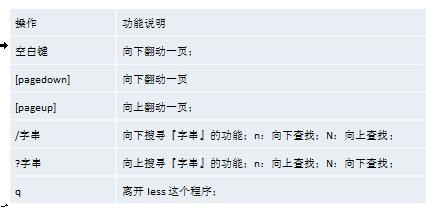 操作 功能说明
空白键 向下翻动一页；
[pagedown] 向下翻动一页
[pageup] 向上翻动一页
/字串 向下搜寻『字串』的功能；n：向下查找；N：向上查找；
?字串 向上搜寻『字串』的功能；n：向上查找；N：向下查找；
q 离开 less 这个程序；